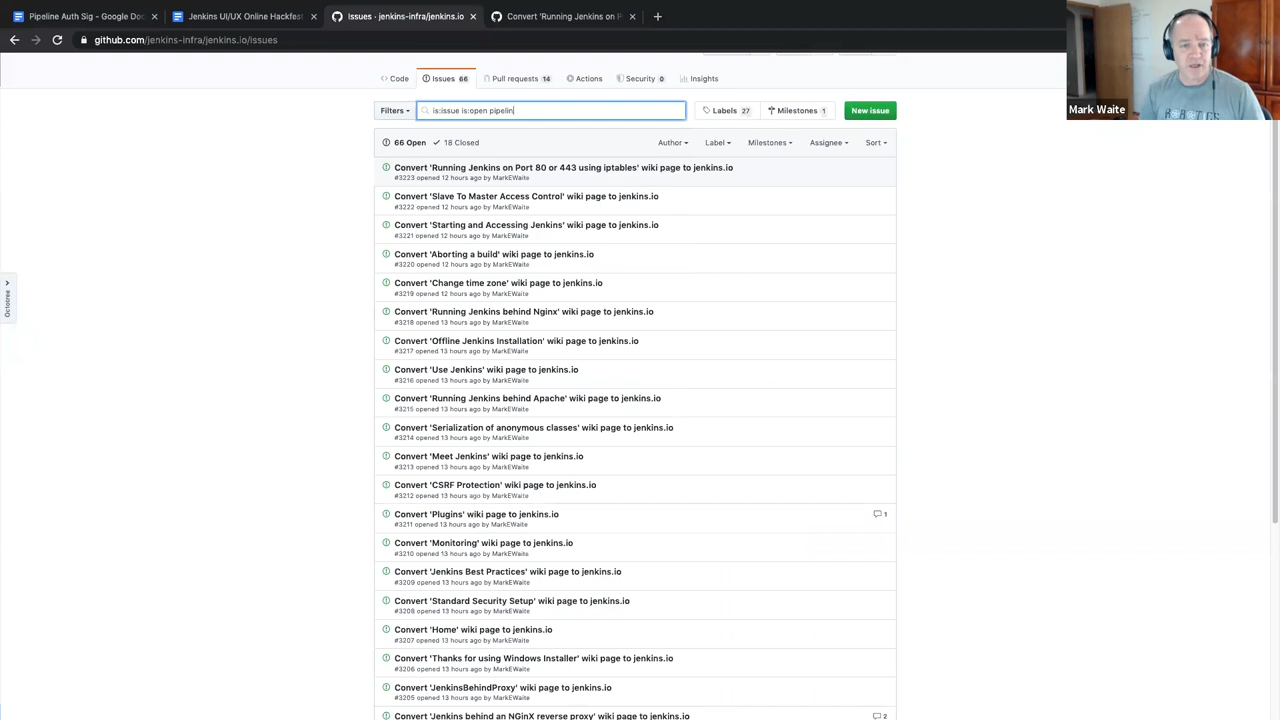 Pipeline Auth Sig - Google Doc
Jenkins UI/UX Online Hackfest
Issues · jenkins-infra/jenkins.io
Convert 'Running Jenkins on P
github.com/jenkins-infra/jenkins.io/issues
Code
Issues 66
Pull requests 14
Actions
Security 0
Insights
Filters
is:issue is:open pipelin
Labels 27
Milestones 1
New issue
66 Open
18 Closed
Author
Label
Milestones
Assignee
Sort
Convert 'Running Jenkins on Port 80 or 443 using iptables' wiki page to jenkins.io
#3223 opened 12 hours ago by MarkEWaite
Convert 'Slave To Master Access Control' wiki page to jenkins.io
#3222 opened 12 hours ago by MarkEWaite
Convert 'Starting and Accessing Jenkins' wiki page to jenkins.io
#3221 opened 12 hours ago by MarkEWaite
Convert 'Aborting a build' wiki page to jenkins.io
#3220 opened 12 hours ago by MarkEWaite
Convert 'Change time zone' wiki page to jenkins.io
#3219 opened 12 hours ago by MarkEWaite
Convert 'Running Jenkins behind Nginx' wiki page to jenkins.io
#3218 opened 13 hours ago by MarkEWaite
Convert 'Offline Jenkins Installation' wiki page to jenkins.io
#3217 opened 13 hours ago by MarkEWaite
Convert 'Use Jenkins' wiki page to jenkins.io
#3216 opened 13 hours ago by MarkEWaite
Convert 'Running Jenkins behind Apache' wiki page to jenkins.io
#3215 opened 13 hours ago by MarkEWaite
Convert 'Serialization of anonymous classes' wiki page to jenkins.io
#3214 opened 13 hours ago by MarkEWaite
Convert 'Meet Jenkins' wiki page to jenkins.io
#3213 opened 13 hours ago by MarkEWaite
Convert 'CSRF Protection' wiki page to jenkins.io
#3212 opened 13 hours ago by MarkEWaite
Convert 'Plugins' wiki page to jenkins.io
1
#3211 opened 13 hours ago by MarkEWaite
Convert 'Monitoring' wiki page to jenkins.io
#3210 opened 13 hours ago by MarkEWaite
Convert 'Jenkins Best Practices' wiki page to jenkins.io
#3209 opened 13 hours ago by MarkEWaite
Convert 'Standard Security Setup' wiki page to jenkins.io
#3208 opened 13 hours ago by MarkEWaite
Convert 'Home' wiki page to jenkins.io
#3207 opened 13 hours ago by MarkEWaite
Convert 'Thanks for using Windows Installer' wiki page to jenkins.io
#3206 opened 13 hours ago by MarkEWaite
Convert 'JenkinsBehindProxy' wiki page to jenkins.io
#3205 opened 13 hours ago by MarkEWaite
Convert 'Jenkins behind an NGinX reverse proxy' wiki page to jenkins.io
2
Octotree
Mark Waite